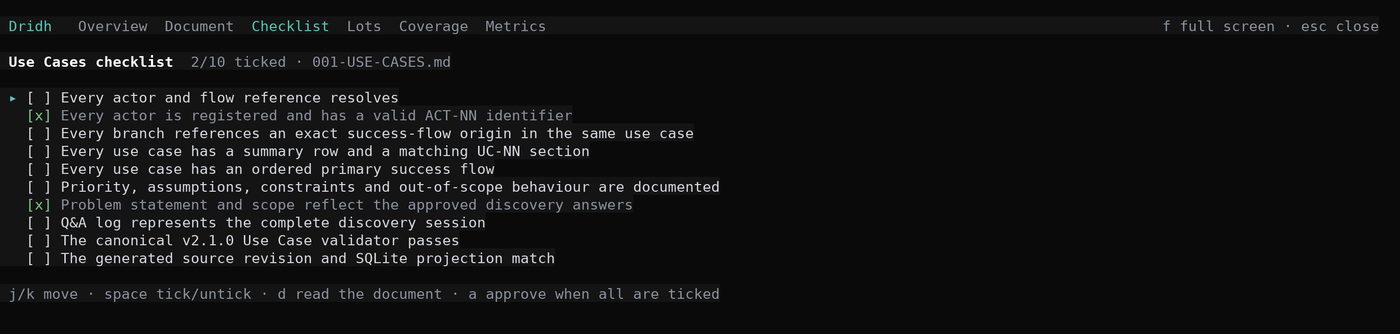 Dridh Overview Document Checklist Lots Coverage Metrics f full screen · esc close
Use Cases checklist 2/10 ticked · 001-USE-CASES.md
▸ [ ] Every actor and flow reference resolves
[x] Every actor is registered and has a valid ACT-NN identifier
[ ] Every branch references an exact success-flow origin in the same use case
[ ] Every use case has a summary row and a matching UC-NN section
[ ] Every use case has an ordered primary success flow
[ ] Priority, assumptions, constraints and out-of-scope behaviour are documented
[x] Problem statement and scope reflect the approved discovery answers
[ ] Q&A log represents the complete discovery session
[ ] The canonical v2.1.0 Use Case validator passes
[ ] The generated source revision and SQLite projection match
j/k move · space tick/untick · d read the document · a approve when all are ticked